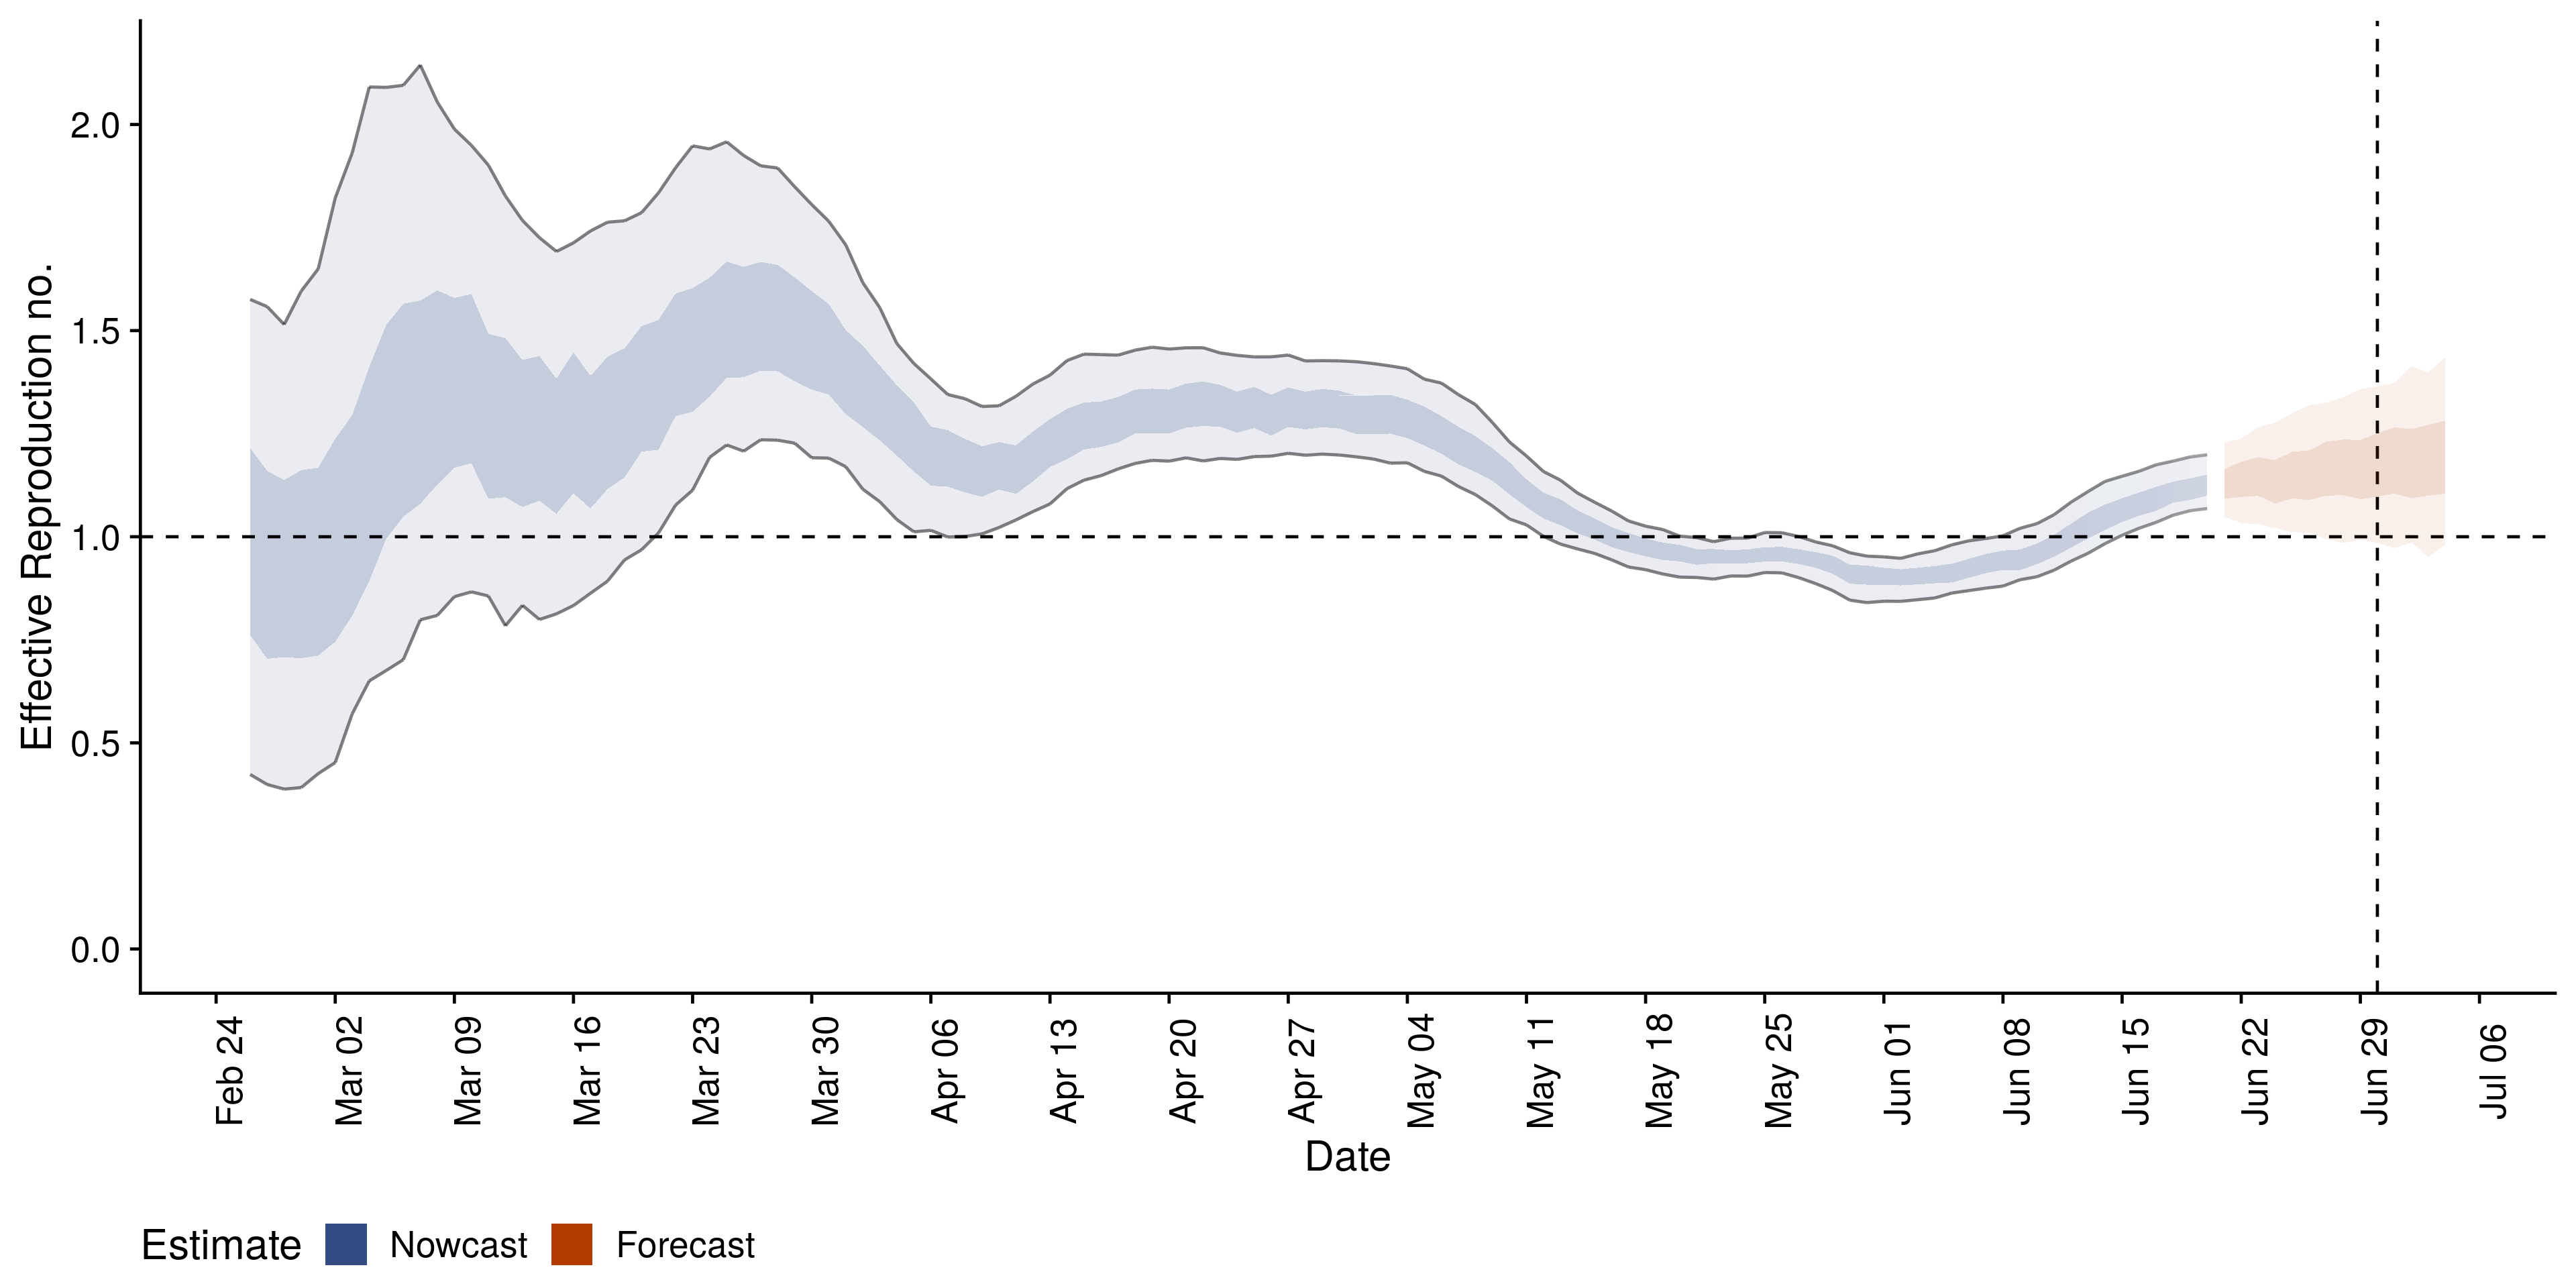 Effective Reproduction no.
2.0
1.5
1.0
0.5
0.0
Feb 24
Mar 02
Mar 09
Mar 16
Mar 23
Mar 30
Apr 06
Apr 13
Apr 20
Apr 27
May 04
May 11
May 18
May 25
Jun 01
Jun 08
Jun 15
Jun 22
Jun 29
Jul 06
Date
Estimate Nowcast Forecast